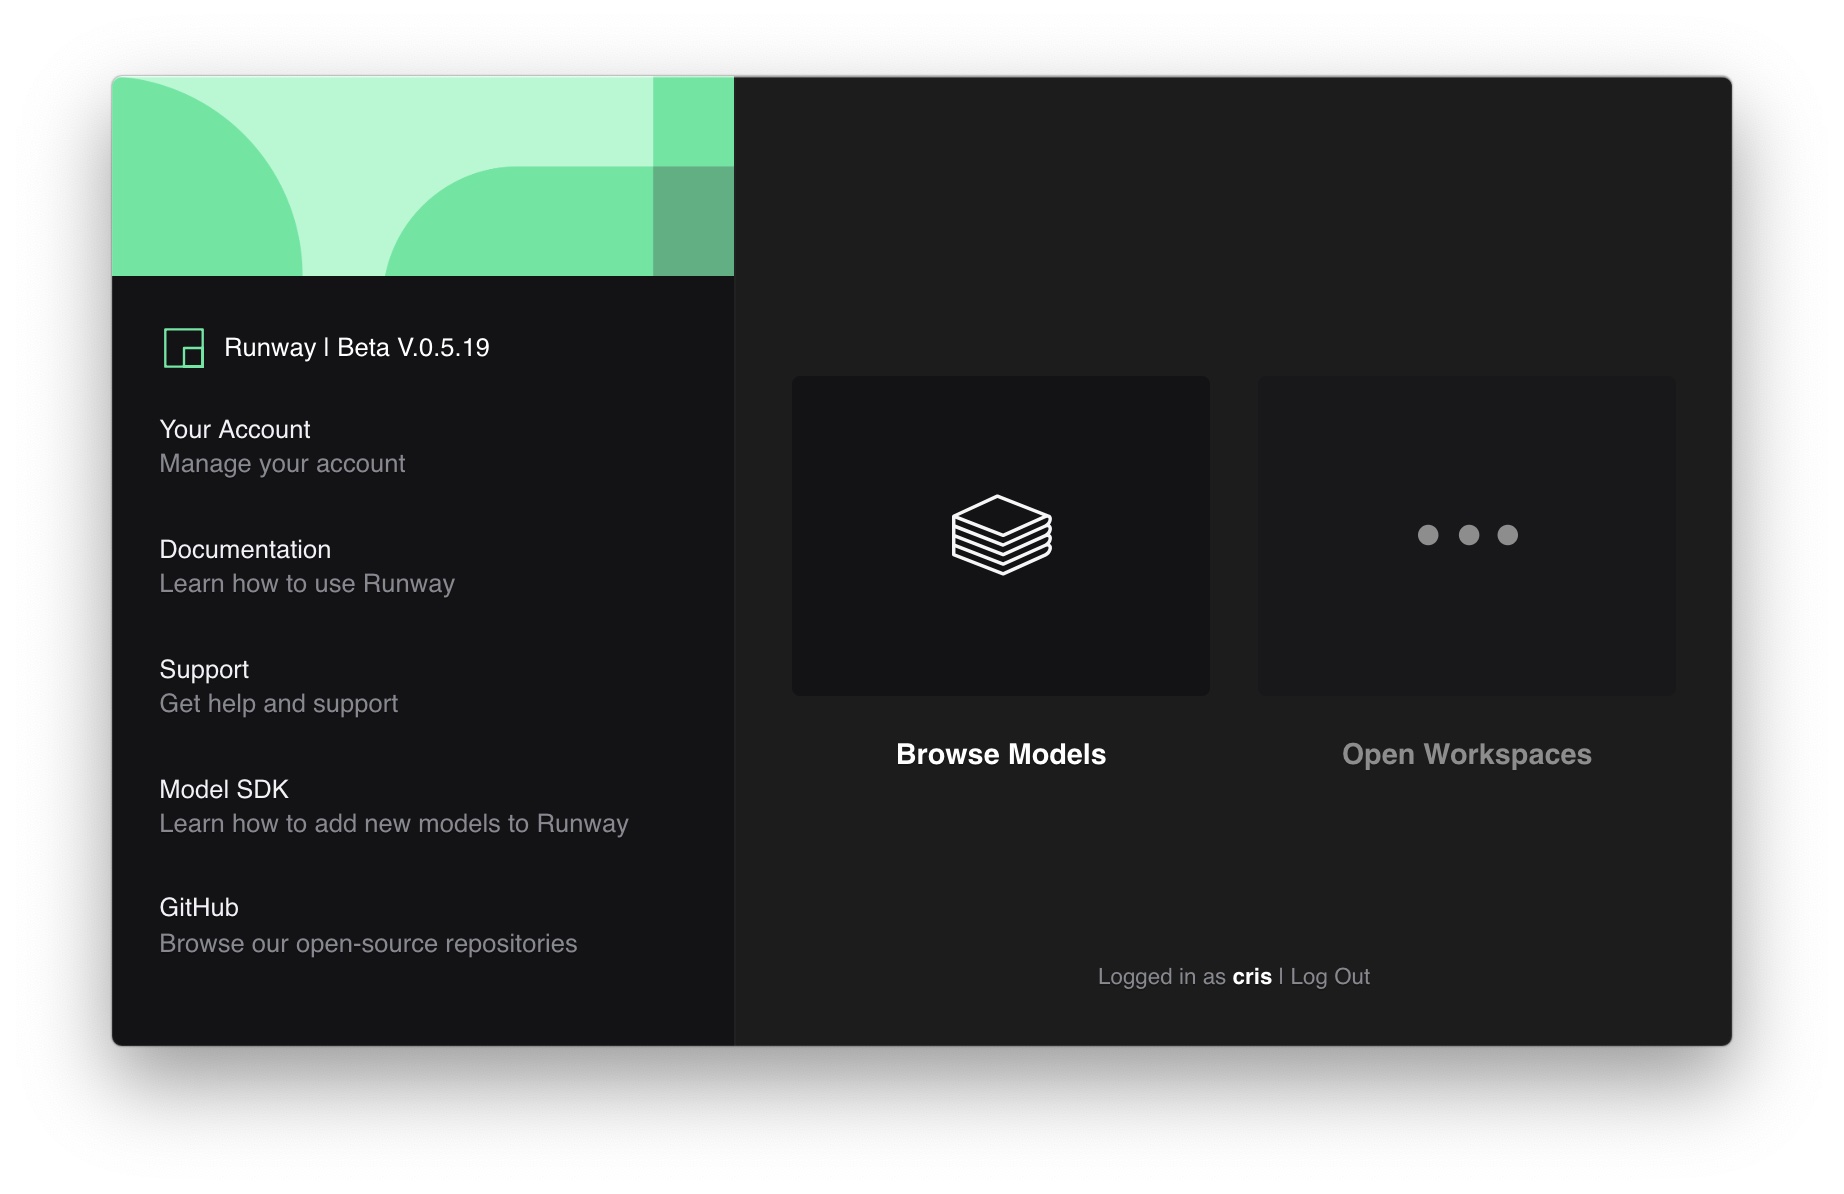 Runway | Beta V.0.5.19
Your Account
Manage your account
Documentation
Learn how to use Runway
Support
Get help and support
Model SDK
Learn how to add new models to Runway
GitHub
Browse our open-source repositories
Browse Models
Open Workspaces
Logged in as cris | Log Out